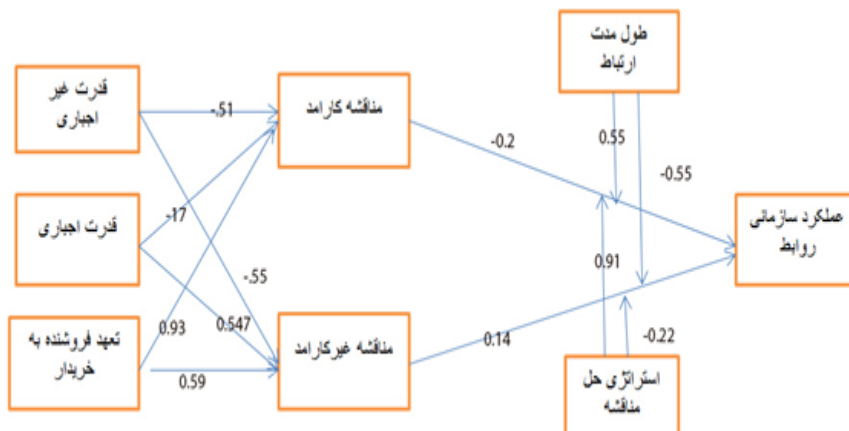 طول مدت
ارتباط
قدرت غیر
اجباری
-.51
مناقشه کارامد
0.55
-0.2
-0.55
قدرت اجباری
-17
عملکرد سازمانی
روابط
-.55
0.91
تعهد فروشنده به
خریدار
0.93
0.547
مناقشه غیرکارامد
0.14
-0.22
0.59
استراتژی حل
مناقشه